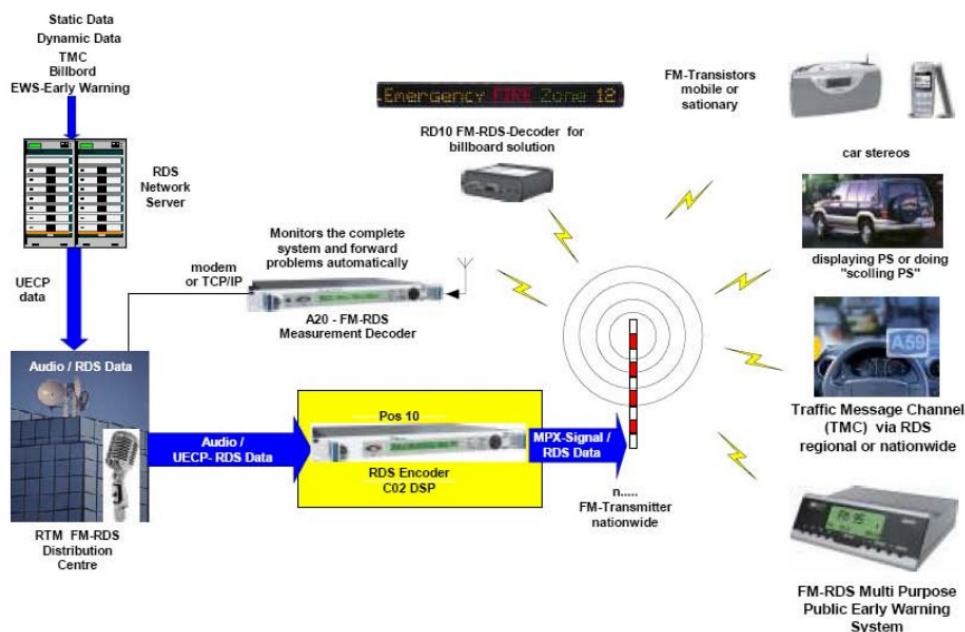 Static Data
Dynamic Data
TMC
Billbord
EWS-Early Warning
RDS
Network
Server
UECP
data
Emergency FIRE Zone 12
RD10 FM-RDS-Decoder for
billboard solution
Monitors the complete
system and forward
problems automatically
modem
or TCP/IP
A20 - FM-RDS
Measurement Decoder
Audio / RDS Data
RTM FM-RDS
Distribution
Centre
Audio /
UECP- RDS Data
Pos 10
RDS Encoder
C02 DSP
MPX-Signal /
RDS Data
n.....
FM-Transmitter
nationwide
FM-Transistors
mobile or
sationary
car stereos
displaying PS or doing
"scolling PS"
A59
Traffic Message Channel
(TMC) via RDS
regional or nationwide
FM-RDS Multi Purpose
Public Early Warning
System